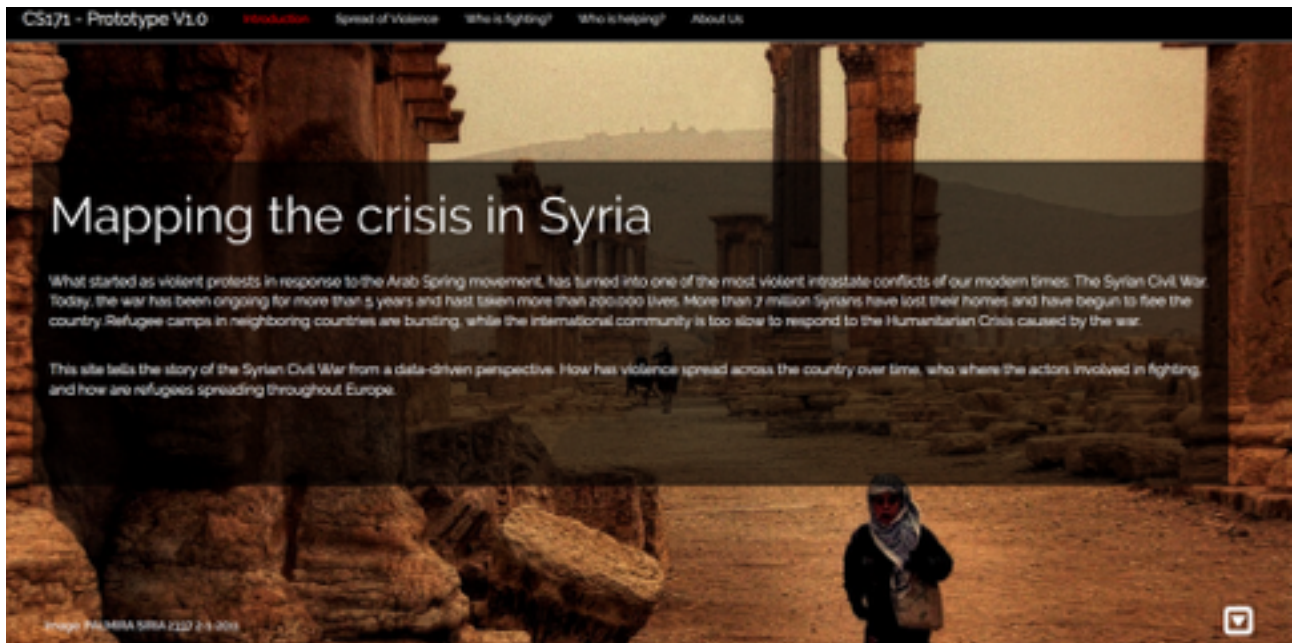 CS171 - Prototype V1.0 Introduction Spread of Violence Who is fighting? Who is helping? About Us
Mapping the crisis in Syria
What started as violent protests in response to the Arab Spring movement, has turned into one of the most violent intrastate conflicts of our modern times: The Syrian Civil War.
Today, the war has been ongoing for more than 5 years and hast taken more than 200.000 lives. More than 7 million Syrians have lost their homes and have begun to flee the
country. Refugee camps in neighboring countries are bursting, while the international community is too slow to respond to the Humanitarian Crisis caused by the war.
This site tells the story of the Syrian Civil War from a data-driven perspective. How has violence spread across the country over time, who where the actors involved in fighting,
and how are refugees spreading throughout Europe.
Image: PALMIRA SIRIA